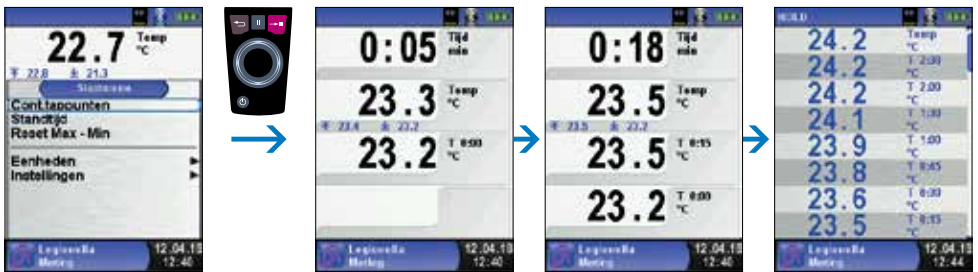 22.7 Temp
°C
22.8 21.3
Cont.tappunten
Standtijd
Reset Max - Min
Eenheden
Instellingen
Legionella
Meting
12.04.18
12:40
0:05 Tijd
min
23.3 Temp
°C
23.4 23.2
23.2 T 0:00
°C
Legionella
Meting
12.04.18
12:40
0:18 Tijd
min
23.5 Temp
°C
23.5 23.2
23.5 T 0:15
°C
23.2 T 0:00
°C
Legionella
Meting
12.04.18
12:40
HOLD
24.2 Temp
°C
24.2 T 2:30
°C
24.2 T 2:00
°C
24.1 T 1:30
°C
23.9 T 1:00
°C
23.8 T 0:45
°C
23.6 T 0:30
°C
23.5 T 0:15
°C
Legionella
Meting
12.04.18
12:44